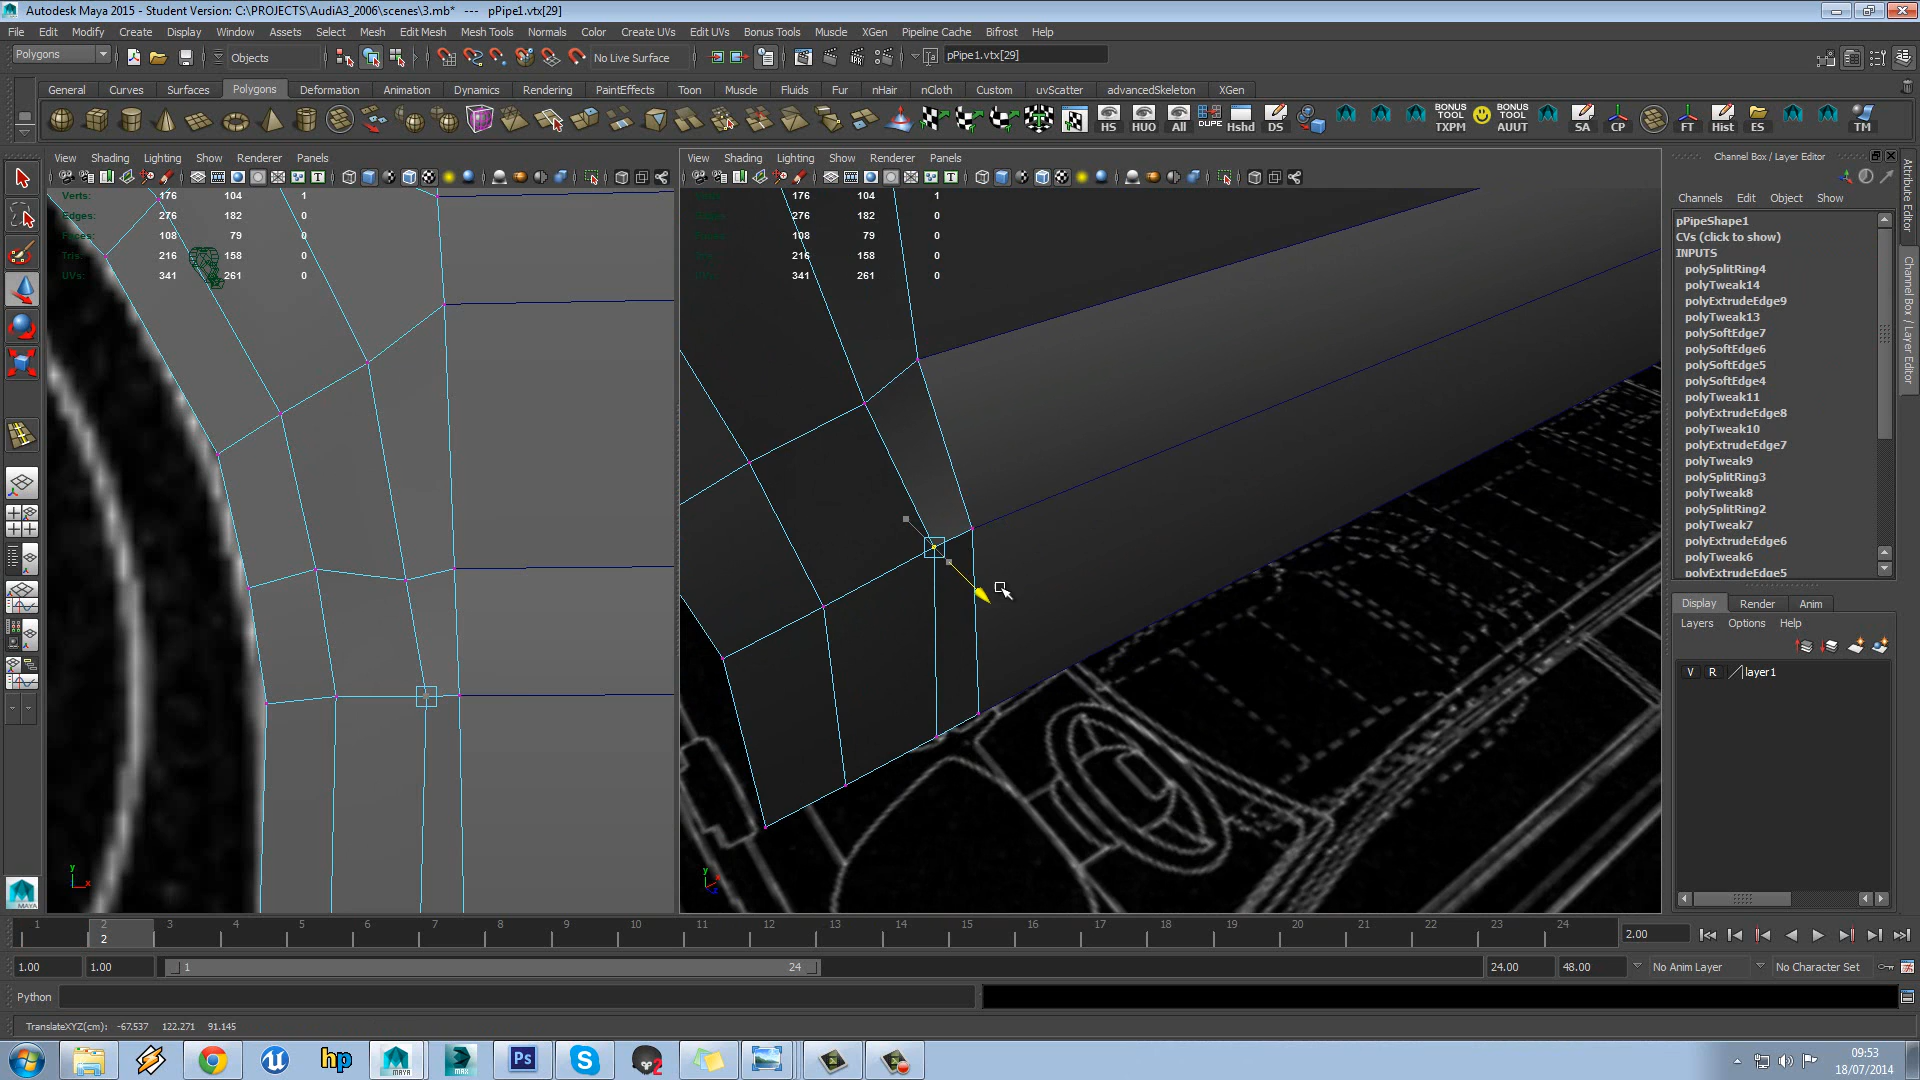 Autodesk Maya 2015 - Student Version: C:\PROJECTS\AudiA3_2006\scenes\3.mb* --- pPipe1.vtx[29]
File Edit Modify Create Display Window Assets Select Mesh Edit Mesh Mesh Tools Normals Color Create UVs Edit UVs Bonus Tools Muscle XGen Pipeline Cache Bifrost Help
Polygons Objects No Live Surface pPipe1.vtx[29]
General Curves Surfaces Polygons Deformation Animation Dynamics Rendering PaintEffects Toon Muscle Fluids Fur nHair nCloth Custom uvScatter advancedSkeleton XGen
HS HUO All DUPE Hshd DS BONUS TOOL TXPM BONUS TOOL AUUT SA CP FT Hist ES TM
View Shading Lighting Show Renderer Panels
Verts: 176 104 1
Edges: 276 182 0
Faces: 108 79 0
Tris: 216 158 0
UVs: 341 261 0
y
x
View Shading Lighting Show Renderer Panels
176 104 1
276 182 0
108 79 0
216 158 0
341 261 0
y
Channel Box / Layer Editor
Channels Edit Object Show
pPipeShape1
CVs (click to show)
INPUTS
polySplitRing4
polyTweak14
polyExtrudeEdge9
polyTweak13
polySoftEdge7
polySoftEdge6
polySoftEdge5
polySoftEdge4
polyTweak11
polyExtrudeEdge8
polyTweak10
polyExtrudeEdge7
polyTweak9
polySplitRing3
polyTweak8
polySplitRing2
polyTweak7
polyExtrudeEdge6
polyTweak6
polyExtrudeEdge5
Attribute Editor
Channel Box / Layer Editor
Display Render Anim
Layers Options Help
V R layer1
MAYA
1 2 3 4 5 6 7 8 9 10 11 12 13 14 15 16 17 18 19 20 21 22 23 24
2
2.00
1.00 1.00 1 24 24.00 48.00 No Anim Layer No Character Set
Python
TranslateXYZ(cm): -67.537 122.271 91.145
hp MAYA MAX Ps S 2
09:53
18/07/2014